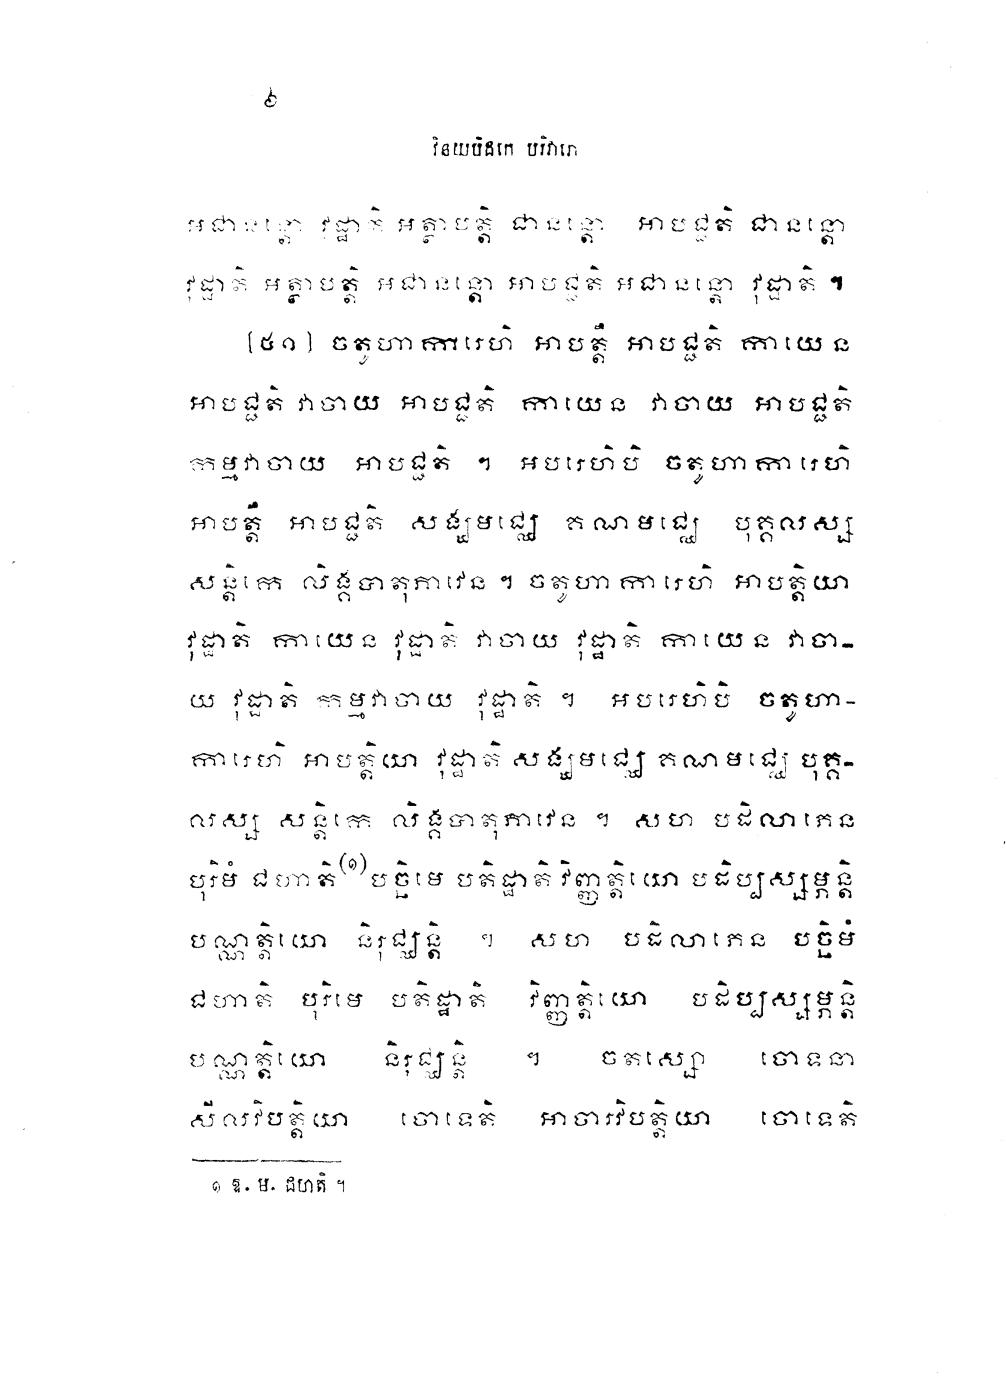 ៦
វិនយបិដកេ បរិវារេ
អជានន្តោ វុដ្ឋាតិ អត្ថាបត្តិំ ជានន្តោ អាបជ្ជតិ ជានន្តោ
វុដ្ឋាតិ អត្ថាបត្តិំ អជានន្តោ អាបជ្ជតិ អជានន្តោ វុដ្ឋាតិ ៕
[៥១] ចតូហាការេហិ អាបត្តឹ អាបជ្ជតិ កាយេន
អាបជ្ជតិ វាចាយ អាបជ្ជតិ កាយេន វាចាយ អាបជ្ជតិ
កម្មវាចាយ អាបជ្ជតិ ។ អបរេហិបិ ចតូហាការេហិ
អាបត្តឹ អាបជ្ជតិ សង្ឃមជ្ឈេ គណមជ្ឈេ បុគ្គលស្ស
សន្តិកេ លិង្គបាតុភាវេន ។ ចតូហាការេហិ អាបត្តិយា
វុដ្ឋាតិ កាយេន វុដ្ឋាតិ វាចាយ វុដ្ឋាតិ កាយេន វាចា-
យ វុដ្ឋាតិ កម្មវាចាយ វុដ្ឋាតិ ។ អបរេហិបិ ចតូហា-
ការេហិ អាបត្តិយោ វុដ្ឋាតិ សង្ឃមជ្ឈេ គណមជ្ឈេ បុគ្គ-
លស្ស សន្តិកេ លិង្គបាតុភាវេន ។ សហ បដិលាភេន
បុរិមំ ជហាតិ(១) បច្ឆិមេ បតិដ្ឋាតិ វិញ្ញត្តិយោ បដិប្បស្សម្ភន្តិ
បណ្ណត្តិយោ និរុជ្ឈន្តិ ។ សហ បដិលាភេន បច្ឆិមំ
ជហាតិ បុរិមេ បតិដ្ឋាតិ វិញ្ញត្តិយោ បដិប្បស្សម្ភន្តិ
បណ្ណត្តិយោ និរុជ្ឈន្តិ ។ ចតស្សោ ចោទនា
សីលវិបត្តិយា ចោទេតិ អាចារវិបត្តិយា ចោទេតិ
១ ឱ. ម. ជហតិ ។